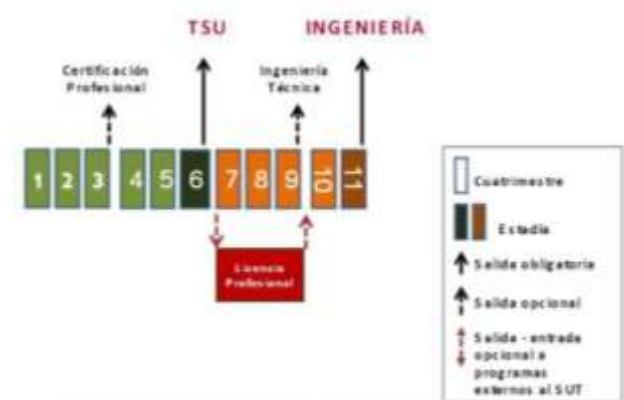 TSU
INGENIERÍA
Certificación
Profesional
Ingeniería
Técnica
1 2 3 4 5 6 7 8 9 10 11
Licencia
Profesional
Cuatrimestre
Estadía
Salida obligatoria
Salida opcional
Salida - entrada
opcional a
programas
externos al SUT